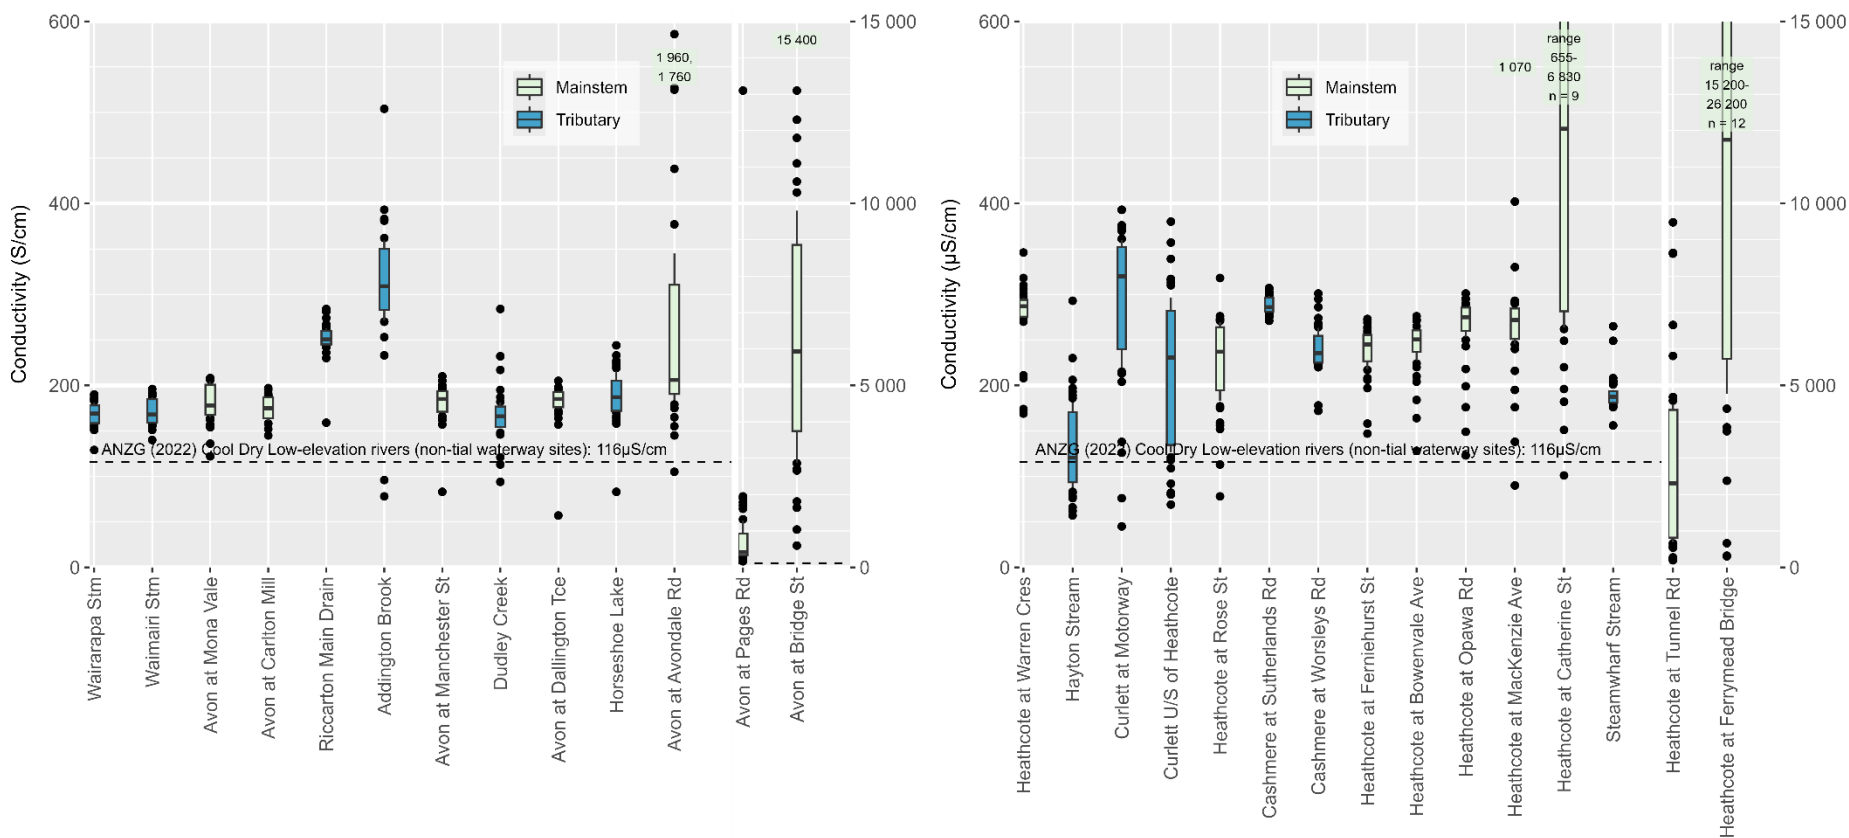 600
400
200
0
Conductivity (S/cm)
15 000
10 000
5 000
0
Mainstem
Tributary
1 960,
1 760
15 400
ANZG (2022) Cool Dry Low-elevation rivers (non-tial waterway sites): 116µS/cm
Wairarapa Stm
Waimairi Stm
Avon at Mona Vale
Avon at Carlton Mill
Riccarton Main Drain
Addington Brook
Avon at Manchester St
Dudley Creek
Avon at Dallington Tce
Horseshoe Lake
Avon at Avondale Rd
Avon at Pages Rd
Avon at Bridge St
600
400
200
0
Conductivity (µS/cm)
15 000
10 000
5 000
0
Mainstem
Tributary
1 070
range
655-
6 830
n = 9
range
15 200-
26 200
n = 12
ANZG (2022) Cool Dry Low-elevation rivers (non-tial waterway sites): 116µS/cm
Heathcote at Warren Cres
Hayton Stream
Curlett at Motorway
Curlett U/S of Heathcote
Heathcote at Rose St
Cashmere at Sutherlands Rd
Cashmere at Worsleys Rd
Heathcote at Ferniehurst St
Heathcote at Bowenvale Ave
Heathcote at Opawa Rd
Heathcote at MacKenzie Ave
Heathcote at Catherine St
Steamwharf Stream
Heathcote at Tunnel Rd
Heathcote at Ferrymead Bridge